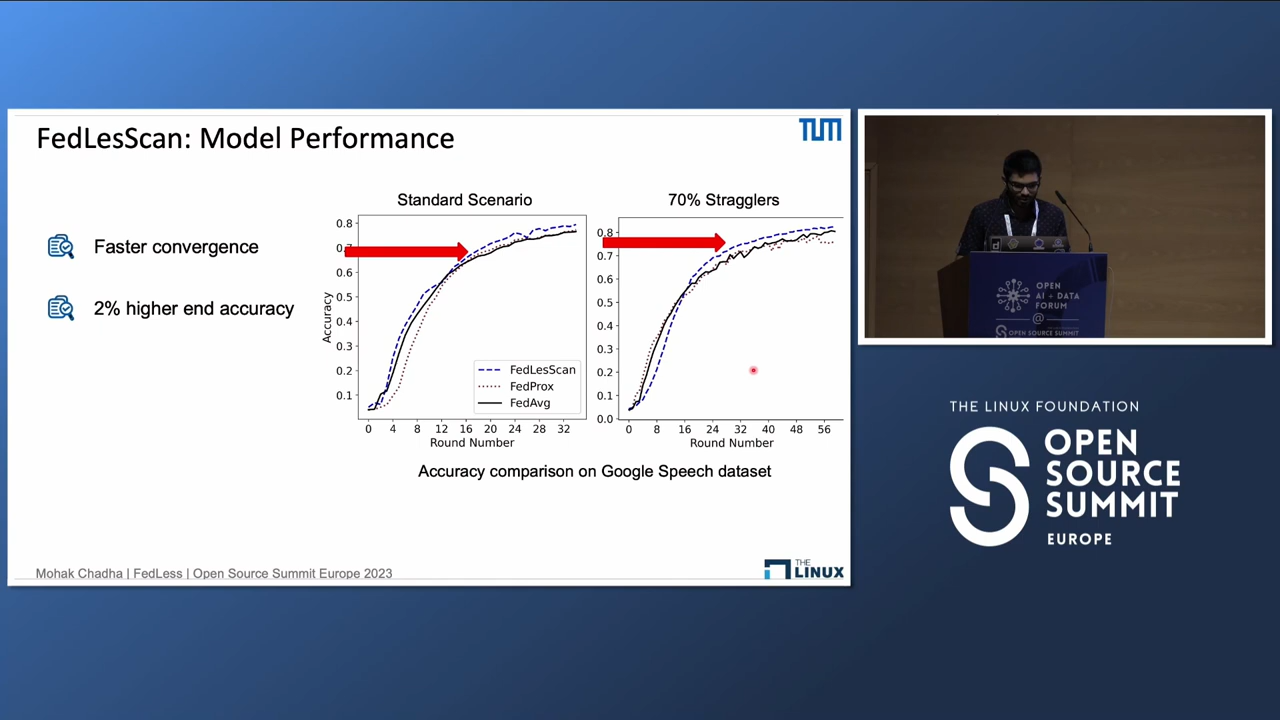 FedLesScan: Model Performance
TUM
Faster convergence
2% higher end accuracy
Standard Scenario
0.8
0.7
0.6
0.5
0.4
0.3
0.2
0.1
Accuracy
0 4 8 12 16 20 24 28 32
Round Number
FedLesScan
FedProx
FedAvg
70% Stragglers
0.8
0.7
0.6
0.5
0.4
0.3
0.2
0.1
0.0
0 8 16 24 32 40 48 56
Round Number
Accuracy comparison on Google Speech dataset
Mohak Chadha | FedLess | Open Source Summit Europe 2023
THE
LINUX
OPEN
AI + DATA
FORUM
@
OPEN SOURCE SUMMIT
THE LINUX FOUNDATION
OPEN
SOURCE
SUMMIT
EUROPE